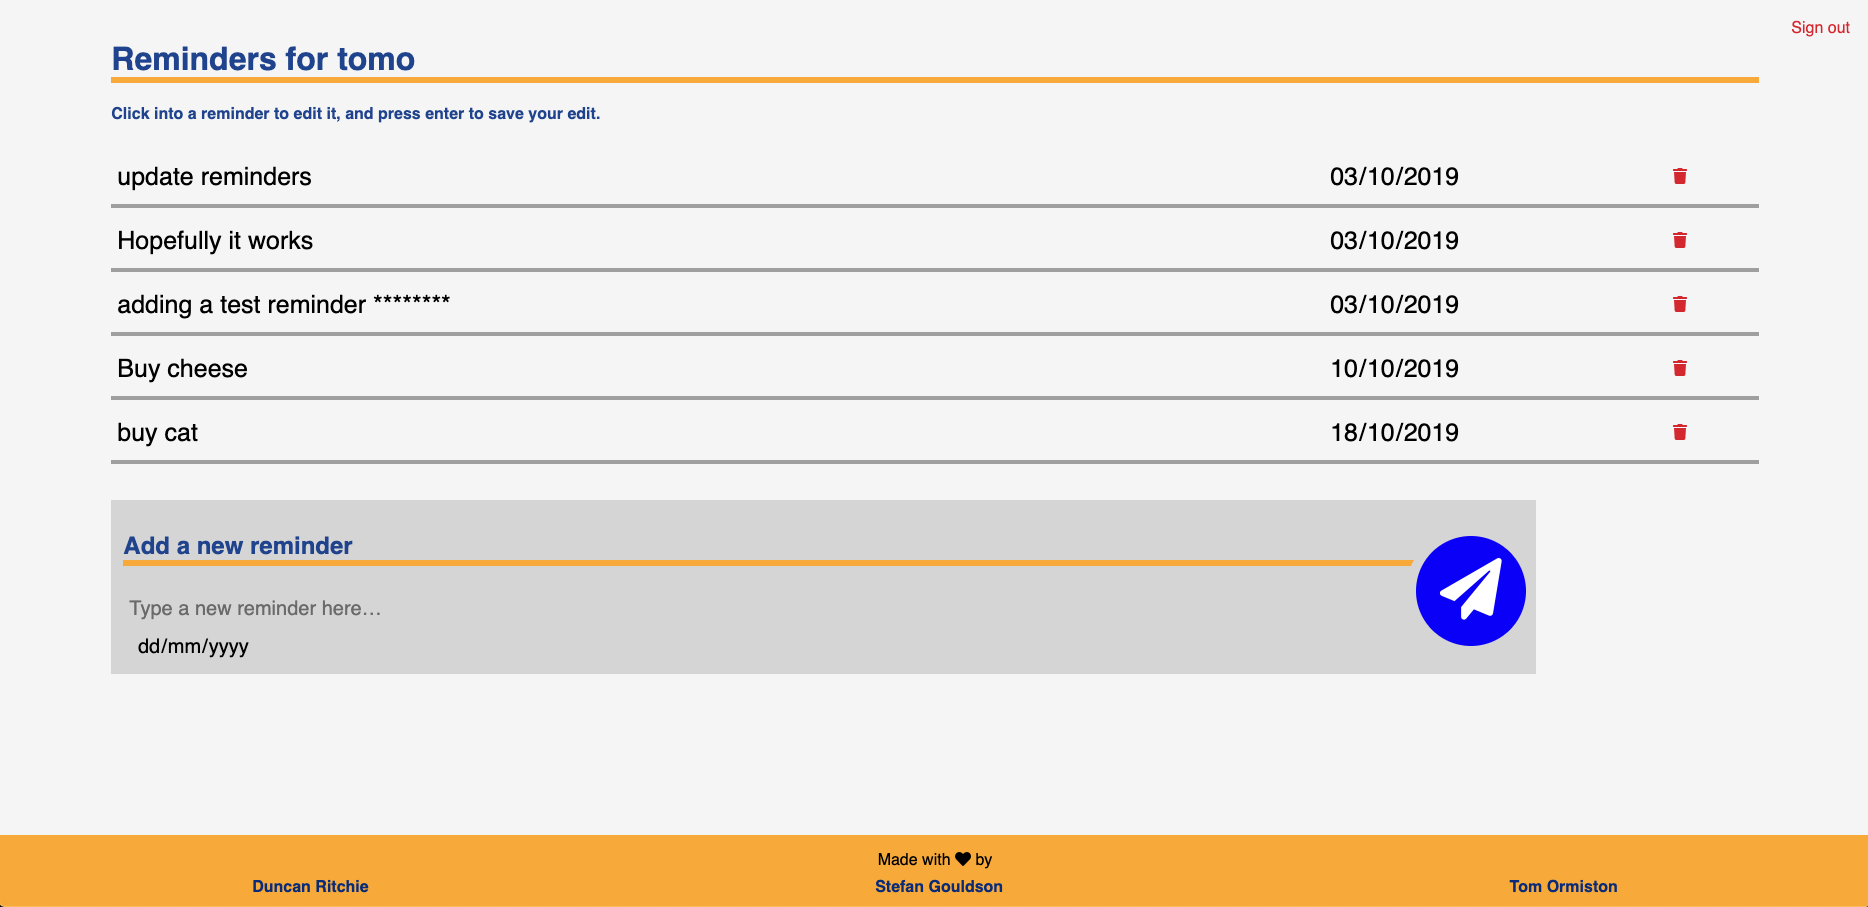 Sign out
Reminders for tomo
Click into a reminder to edit it, and press enter to save your edit.
update reminders 03/10/2019
Hopefully it works 03/10/2019
adding a test reminder ******** 03/10/2019
Buy cheese 10/10/2019
buy cat 18/10/2019
Add a new reminder
Type a new reminder here...
dd/mm/yyyy
Made with by
Duncan Ritchie Stefan Gouldson Tom Ormiston